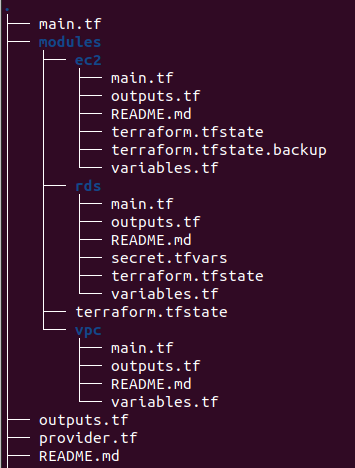 .
├── main.tf
├── modules
│   ├── ec2
│   │   ├── main.tf
│   │   ├── outputs.tf
│   │   ├── README.md
│   │   ├── terraform.tfstate
│   │   ├── terraform.tfstate.backup
│   │   └── variables.tf
│   ├── rds
│   │   ├── main.tf
│   │   ├── outputs.tf
│   │   ├── README.md
│   │   ├── secret.tfvars
│   │   ├── terraform.tfstate
│   │   └── variables.tf
│   ├── terraform.tfstate
│   └── vpc
│       ├── main.tf
│       ├── outputs.tf
│       ├── README.md
│       └── variables.tf
├── outputs.tf
├── provider.tf
├── README.md